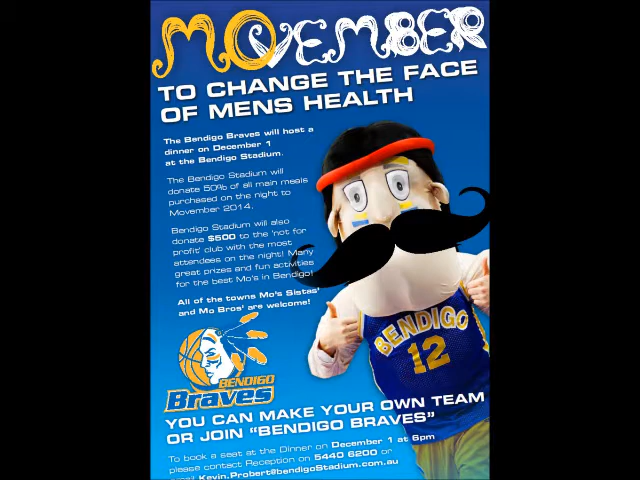 MOVEMBER
TO CHANGE THE FACE
OF MENS HEALTH
The Bendigo Braves will host a
dinner on December 1
at the Bendigo Stadium.
The Bendigo Stadium will
donate 50% of all main meals
purchased on the night to
Movember 2014.
Bendigo Stadium will also
donate $500 to the 'not for
profit' club with the most
attendees on the night! Many
great prizes and fun activities
for the best Mo's in Bendigo!
All of the towns Mo's Sistas'
and Mo Bros' are welcome!
BENDIGO
12
BENDIGO
Braves
YOU CAN MAKE YOUR OWN TEAM
OR JOIN "BENDIGO BRAVES"
To book a seat at the Dinner on December 1 at 6pm
please contact Reception on 5440 6200 or
email Kevin.Probert@bendigoStadium.com.au